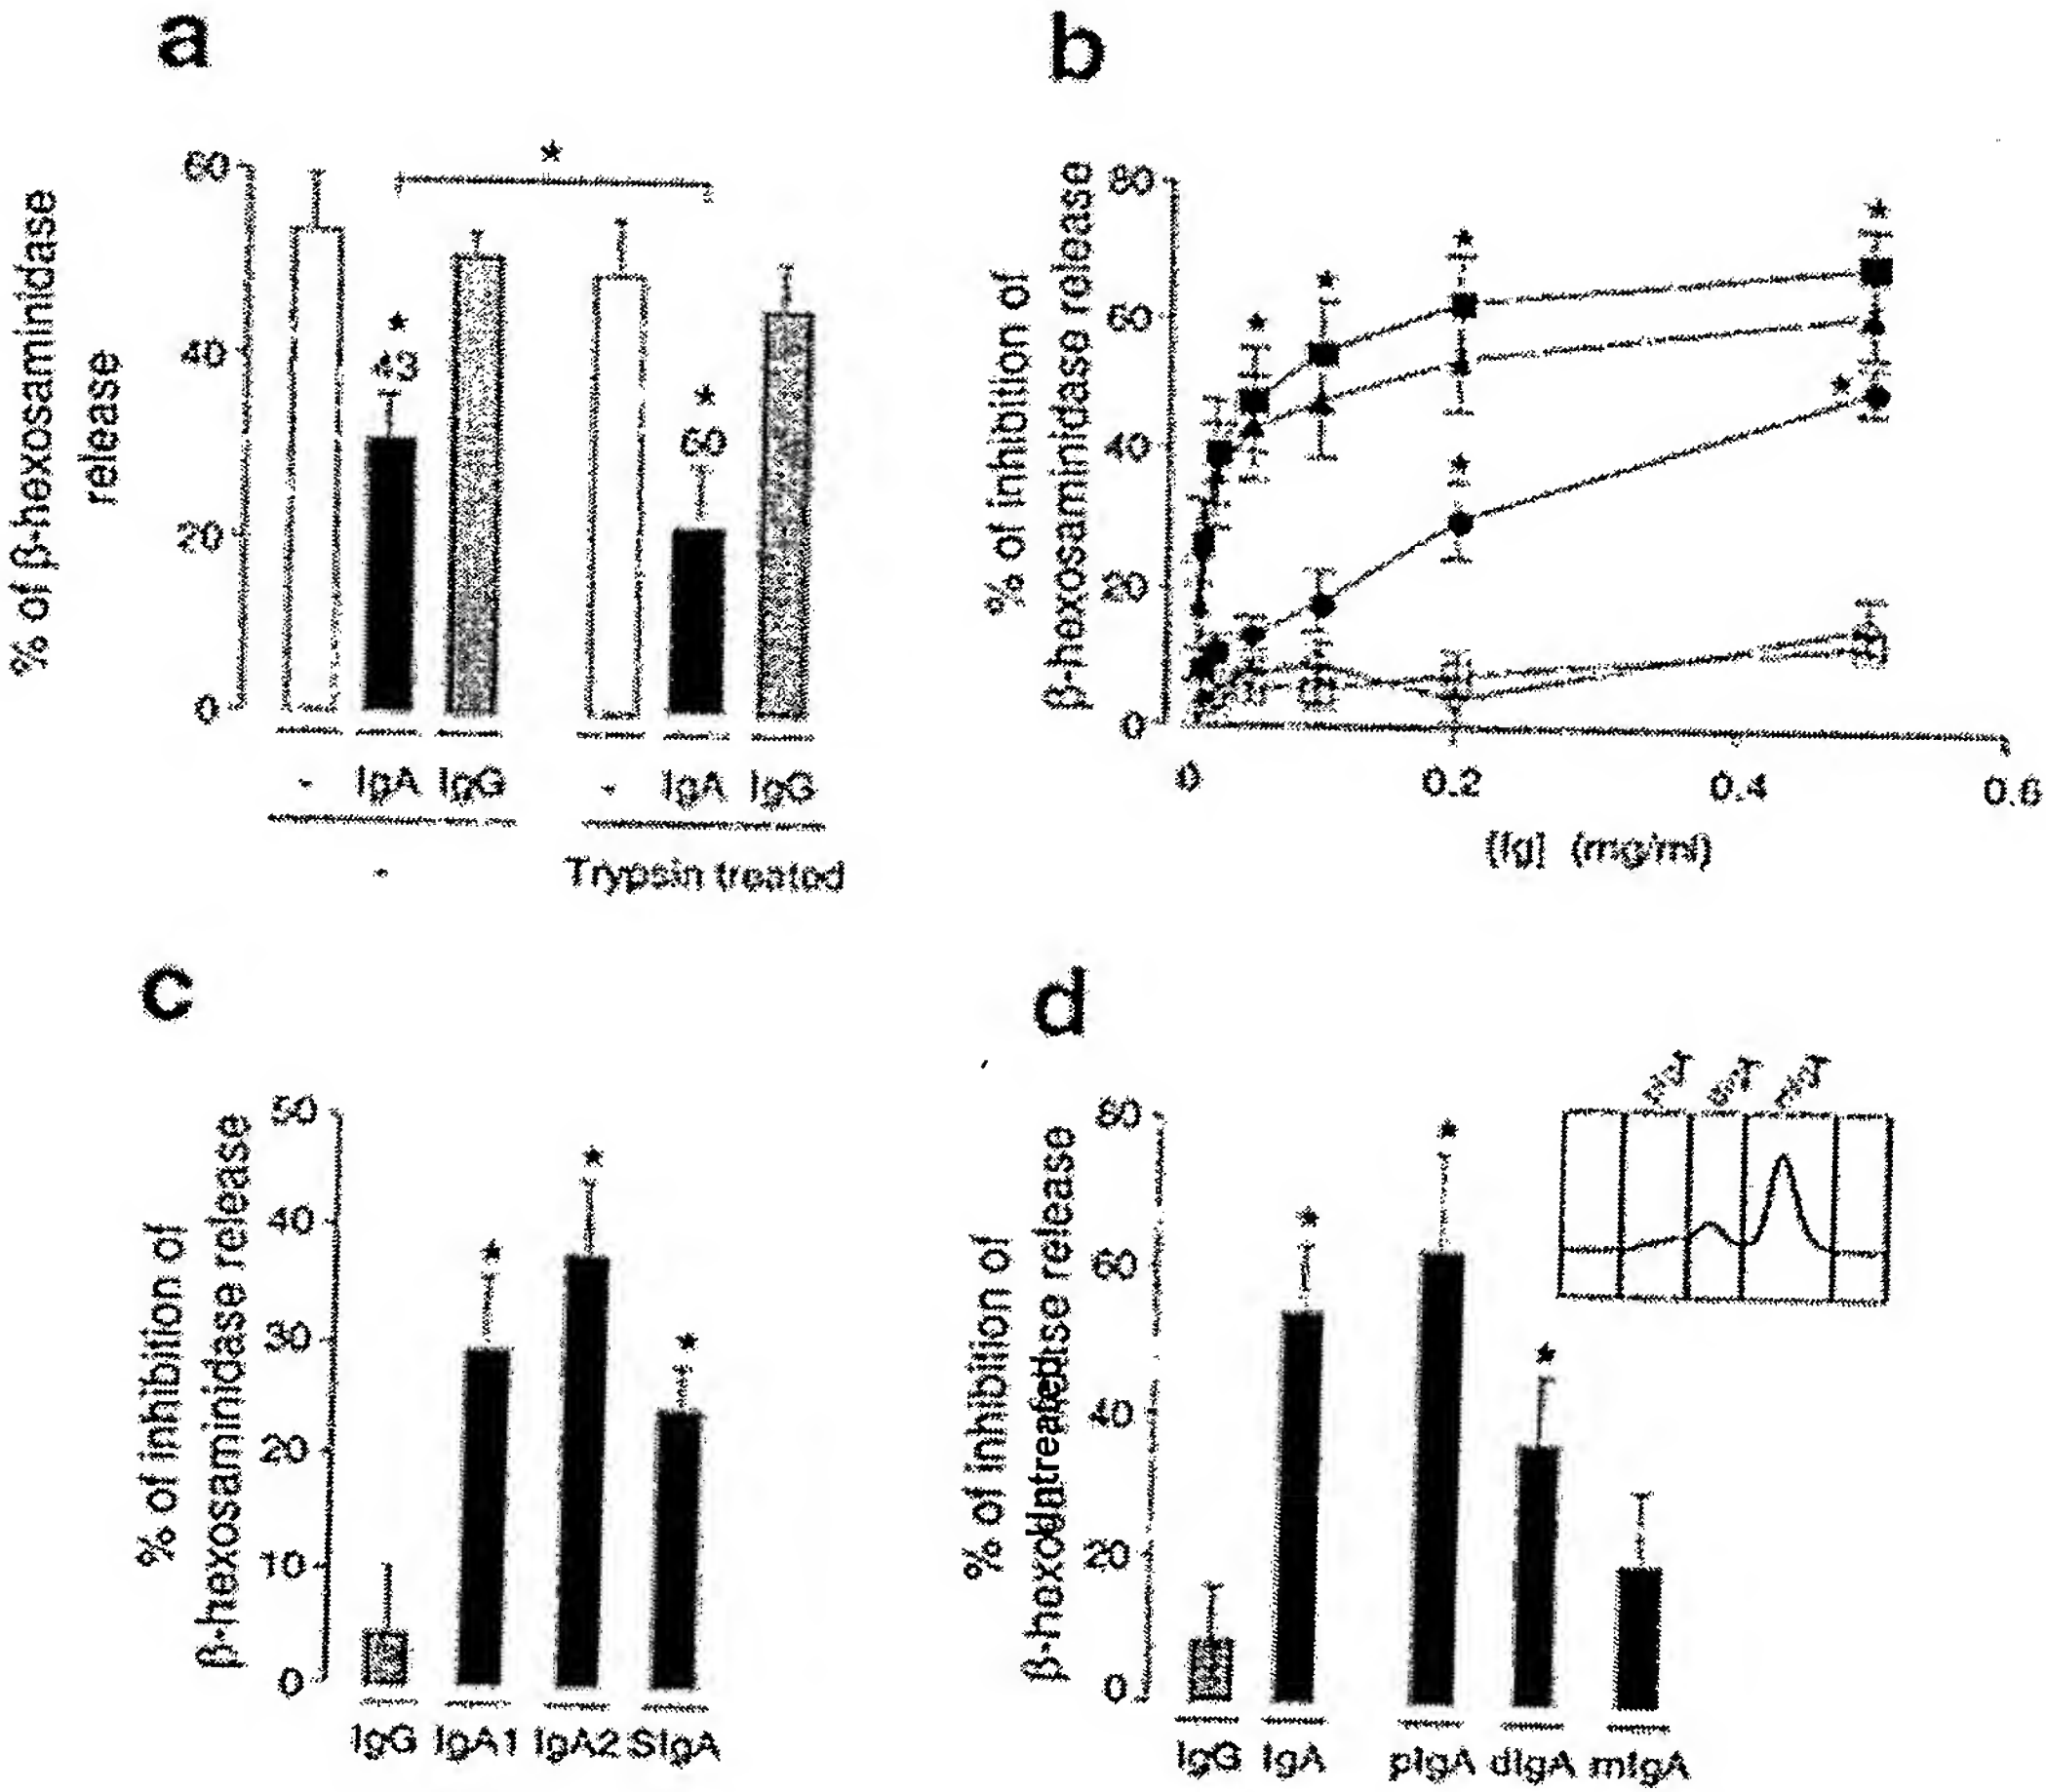 a
% of β-hexosaminidase
release
60
40
20
0
*
*
43
*
- IgA IgG
- IgA IgG
-
Trypsin treated
b
% of inhibition of
β-hexosaminidase release
80
60
40
20
0
*
*
*
*
*
*
0 0.2 0.4 0.6
[Ig] (mg/ml)
c
% of inhibition of
β-hexosaminidase release
50
40
30
20
10
0
*
*
*
IgG IgA1 IgA2 SIgA
d
% of inhibition of
release
Untreated
80
60
40
20
0
*
*
*
IgG IgA pIgA dIgA mIgA